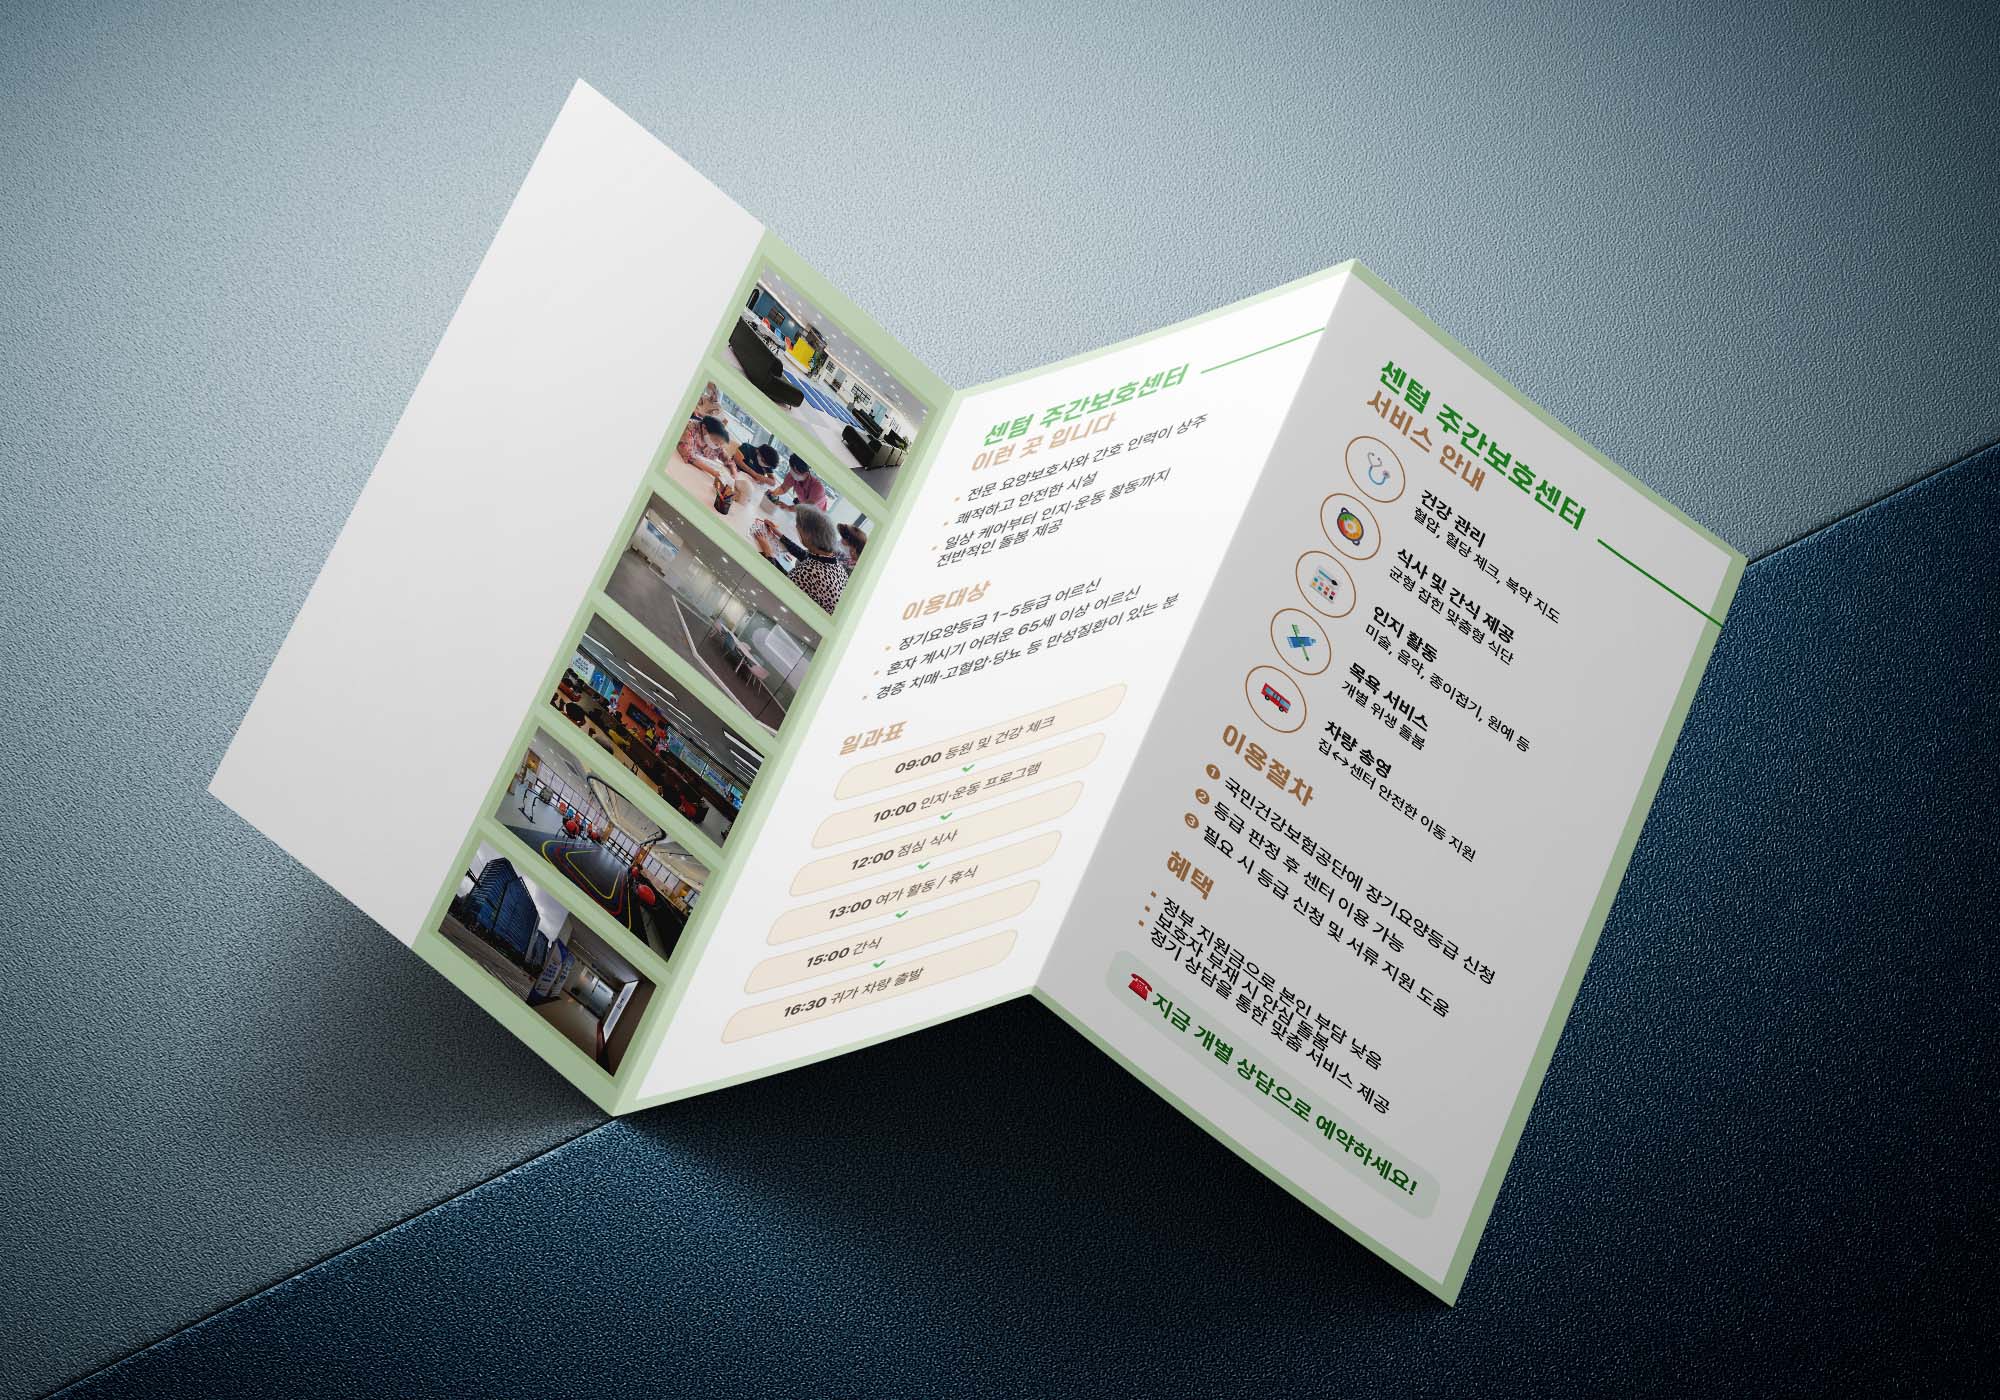 센텀 주간보호센터
이런 곳 입니다
전문 요양보호사와 간호 인력이 상주
쾌적하고 안전한 시설
일상 케어부터 인지·운동 활동까지
전반적인 돌봄 제공
이용대상
장기요양등급 1~5등급 어르신
혼자 계시기 어려운 65세 이상 어르신
경증 치매·고혈압·당뇨 등 만성질환이 있는 분
일과표
09:00 등원 및 건강 체크
10:00 인지·운동 프로그램
12:00 점심 식사
13:00 여가 활동 / 휴식
15:00 간식
16:30 귀가 차량 출발
센텀 주간보호센터
서비스 안내
건강 관리
혈압, 혈당 체크, 복약 지도
식사 및 간식 제공
균형 잡힌 맞춤형 식단
인지 활동
미술, 음악, 종이접기, 원예 등
목욕 서비스
개별 위생 돌봄
차량 송영
집↔센터 안전한 이동 지원
이용절차
1 국민건강보험공단에 장기요양등급 신청
2 등급 판정 후 센터 이용 가능
3 필요 시 등급 신청 및 서류 지원 도움
혜택
정부 지원금으로 본인 부담 낮음
보호자 부재 시 안심 돌봄
정기 상담을 통한 맞춤 서비스 제공
지금 개별 상담으로 예약하세요!